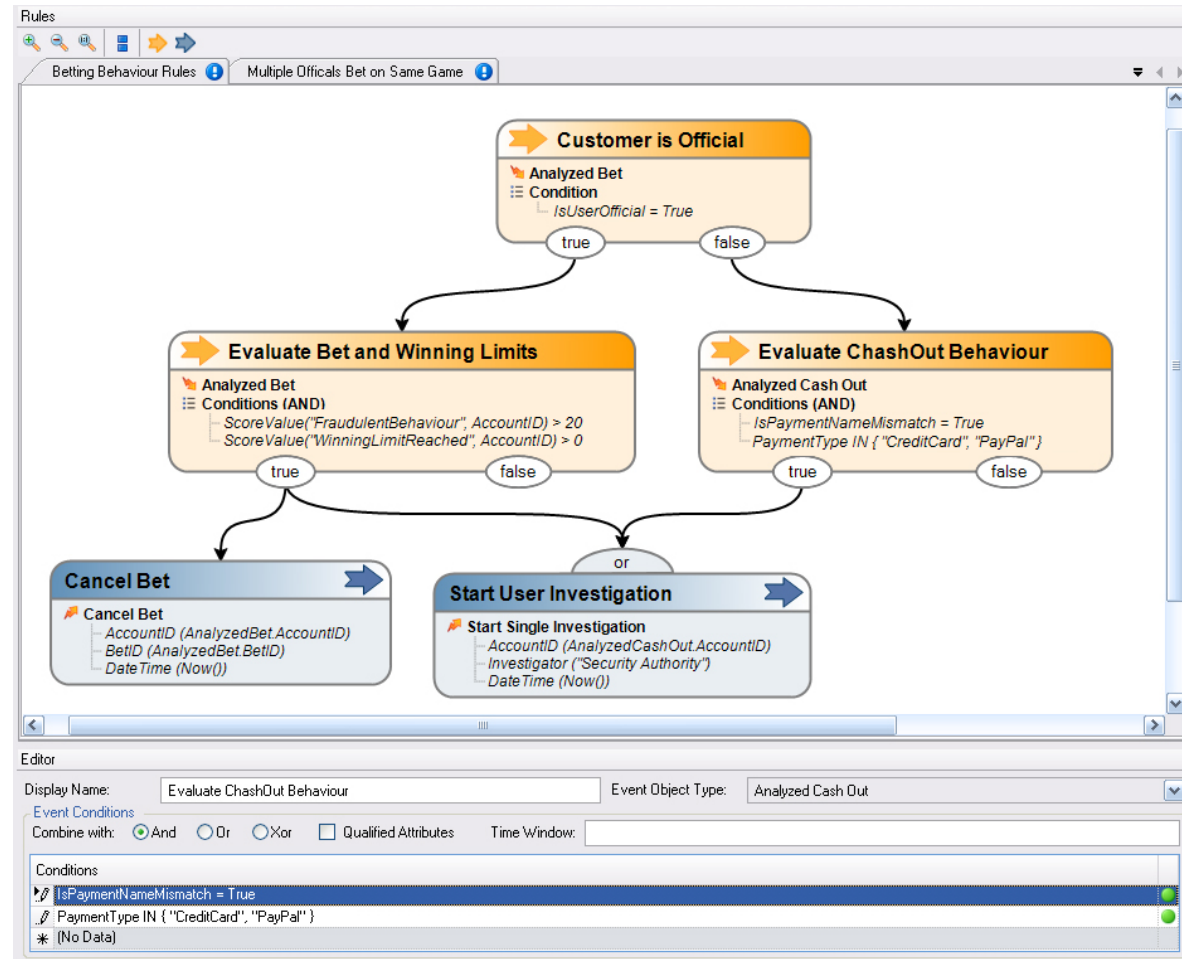 Rules
Betting Behaviour Rules
Multiple Officals Bet on Same Game
Customer is Official
Analyzed Bet
Condition
IsUserOfficial = True
true
false
Evaluate Bet and Winning Limits
Analyzed Bet
Conditions (AND)
ScoreValue("FraudulentBehaviour", AccountID) > 20
ScoreValue("WinningLimitReached", AccountID) > 0
true
false
Evaluate ChashOut Behaviour
Analyzed Cash Out
Conditions (AND)
IsPaymentNameMismatch = True
PaymentType IN { "CreditCard", "PayPal" }
true
false
Cancel Bet
Cancel Bet
AccountID (AnalyzedBet.AccountID)
BetID (AnalyzedBet.BetID)
DateTime (Now())
or
Start User Investigation
Start Single Investigation
AccountID (AnalyzedCashOut.AccountID)
Investigator ("Security Authority")
DateTime (Now())
Editor
Display Name: Evaluate ChashOut Behaviour Event Object Type: Analyzed Cash Out
Event Conditions
Combine with: And Or Xor Qualified Attributes Time Window:
Conditions
IsPaymentNameMismatch = True
PaymentType IN { "CreditCard", "PayPal" }
(No Data)